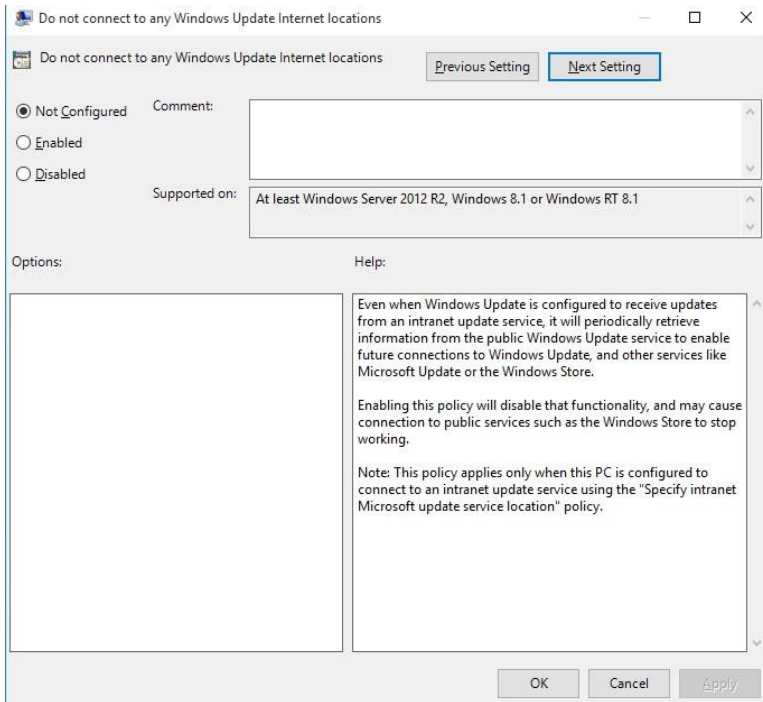 Do not connect to any Windows Update Internet locations
Do not connect to any Windows Update Internet locations
Previous Setting
Next Setting
Not Configured
Comment:
Enabled
Disabled
Supported on:
At least Windows Server 2012 R2, Windows 8.1 or Windows RT 8.1
Options:
Help:
Even when Windows Update is configured to receive updates
from an intranet update service, it will periodically retrieve
information from the public Windows Update service to enable
future connections to Windows Update, and other services like
Microsoft Update or the Windows Store.
Enabling this policy will disable that functionality, and may cause
connection to public services such as the Windows Store to stop
working.
Note: This policy applies only when this PC is configured to
connect to an intranet update service using the "Specify intranet
Microsoft update service location" policy.
OK
Cancel
Apply